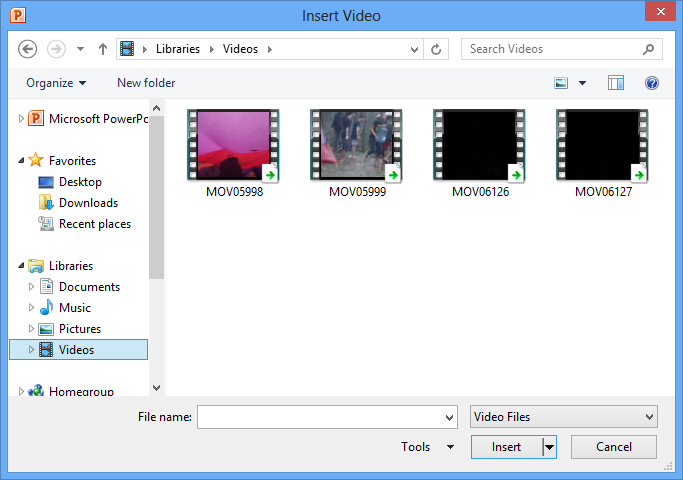 Insert Video
Libraries Videos
Search Videos
Organize
New folder
Microsoft PowerPo
Favorites
Desktop
Downloads
Recent places
Libraries
Documents
Music
Pictures
Videos
Homegroup
MOV05998
MOV05999
MOV06126
MOV06127
File name:
Video Files
Tools
Insert
Cancel